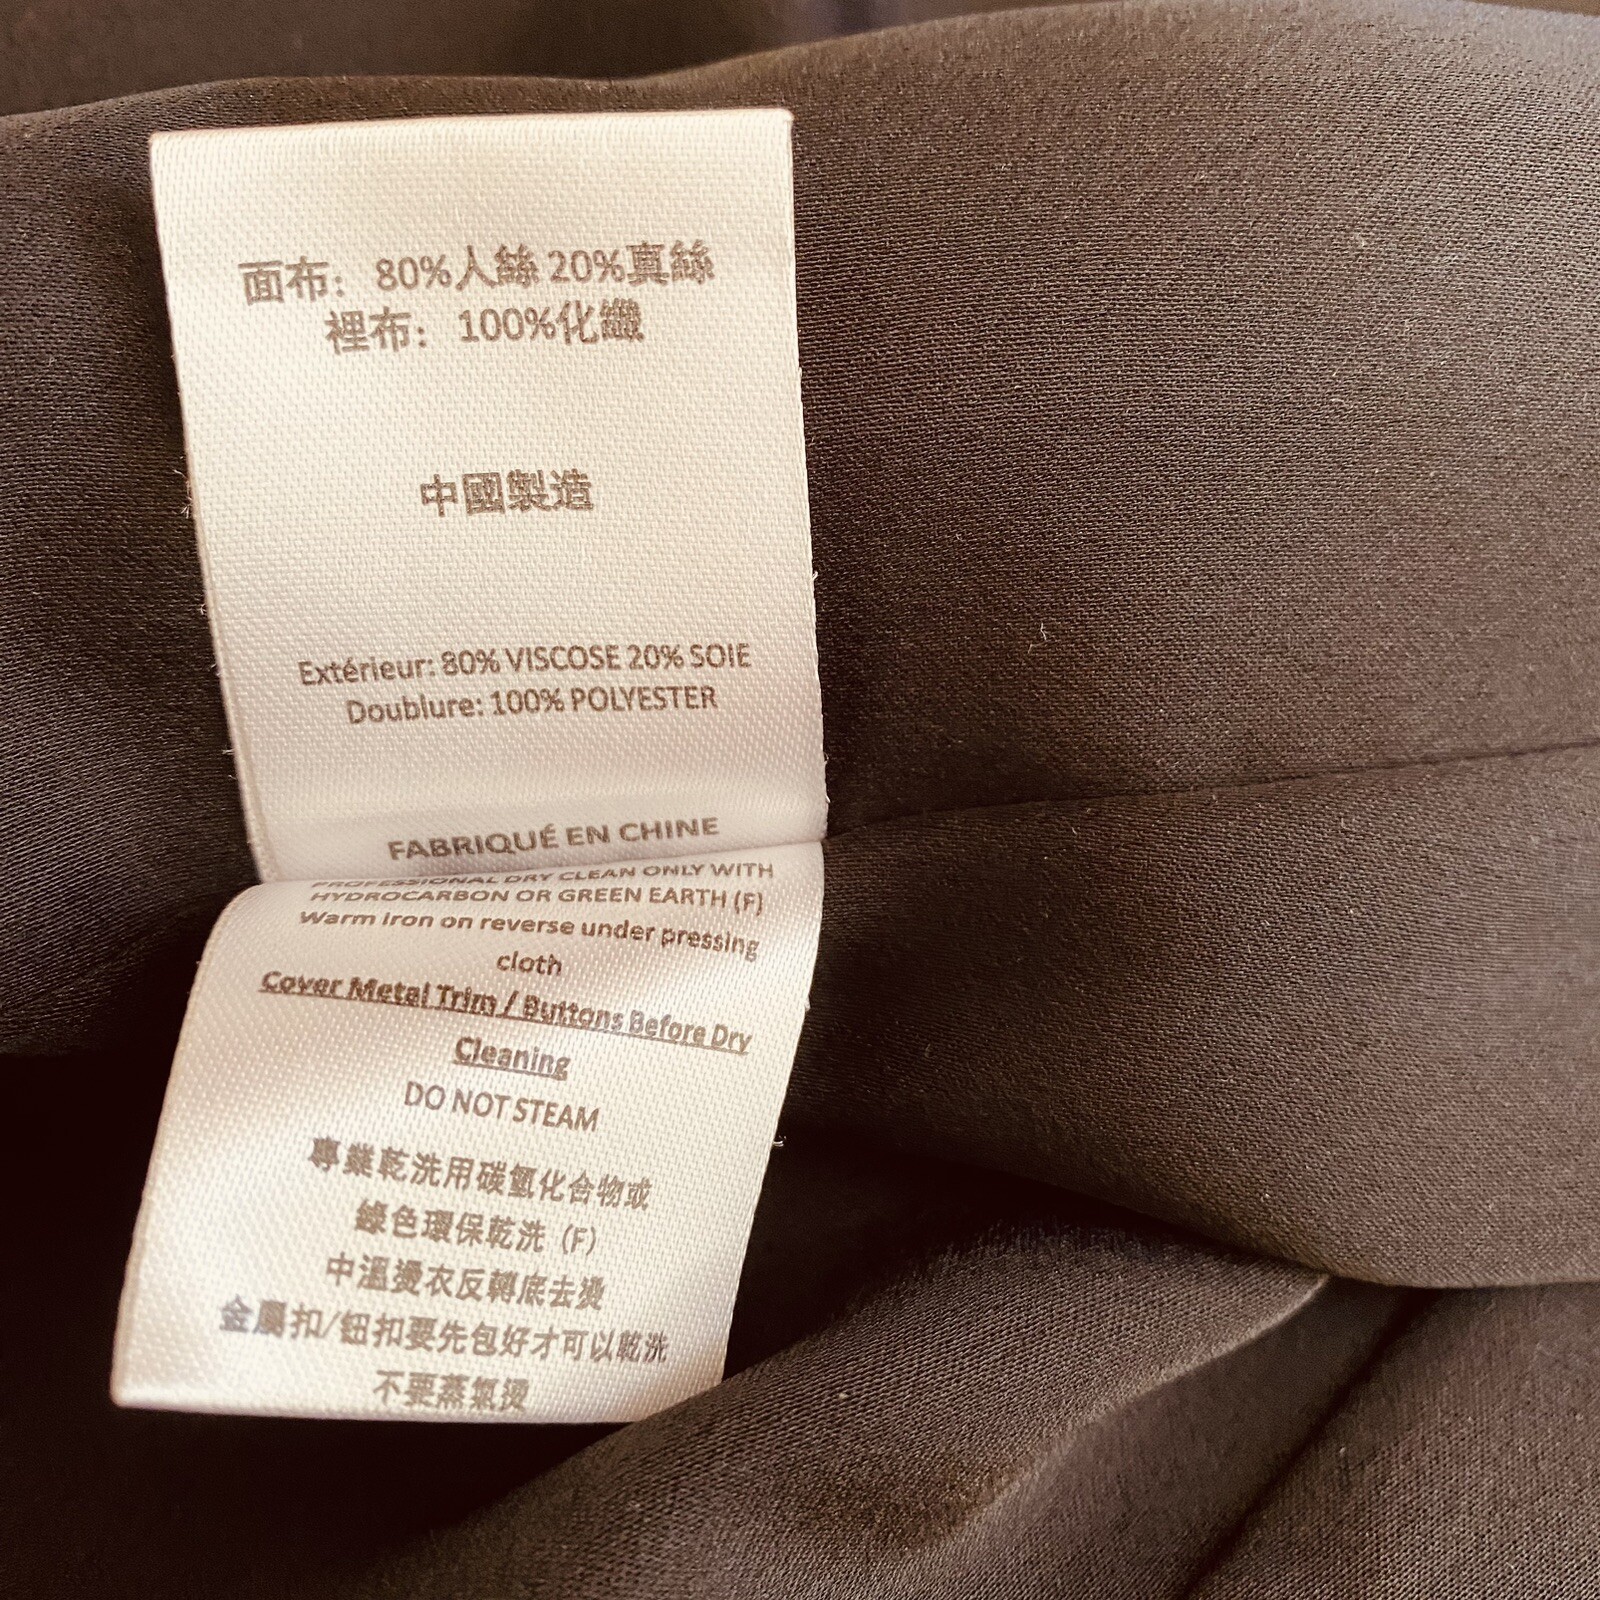 面布： 80%人絲 20%真絲
裡布： 100%化纖
中國製造
Extérieur: 80% VISCOSE 20% SOIE
Doublure: 100% POLYESTER
FABRIQUÉ EN CHINE
PROFESSIONAL DRY CLEAN ONLY WITH
HYDROCARBON OR GREEN EARTH (F)
Warm iron on reverse under pressing
cloth
Cover Metal Trim / Buttons Before Dry
Cleaning
DO NOT STEAM
專業乾洗用碳氫化合物或
綠色環保乾洗 (F)
中溫燙衣反轉底去燙
金屬扣/鈕扣要先包好才可以乾洗
不要蒸氣燙